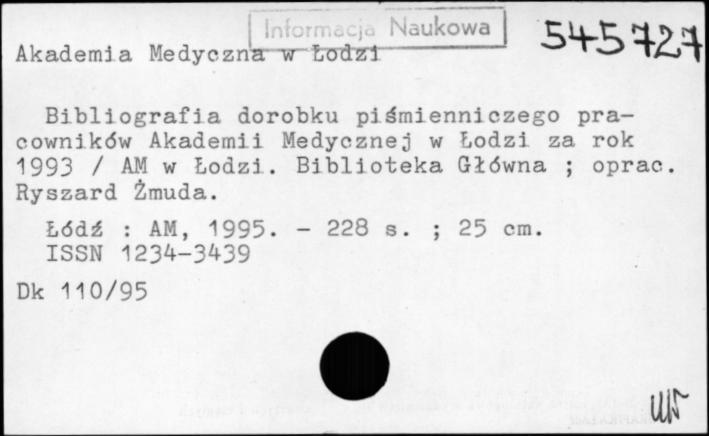 Informacja Naukowa
545727
Akademia Medyczna w Łodzi
Bibliografia dorobku piśmienniczego pra-
cowników Akademii Medycznej w Łodzi za rok
1993 / AM w Łodzi. Biblioteka Główna ; oprac.
Ryszard Żmuda.
Łódź : AM, 1995. - 228 s. ; 25 cm.
ISSN 1234-3439
Dk 110/95